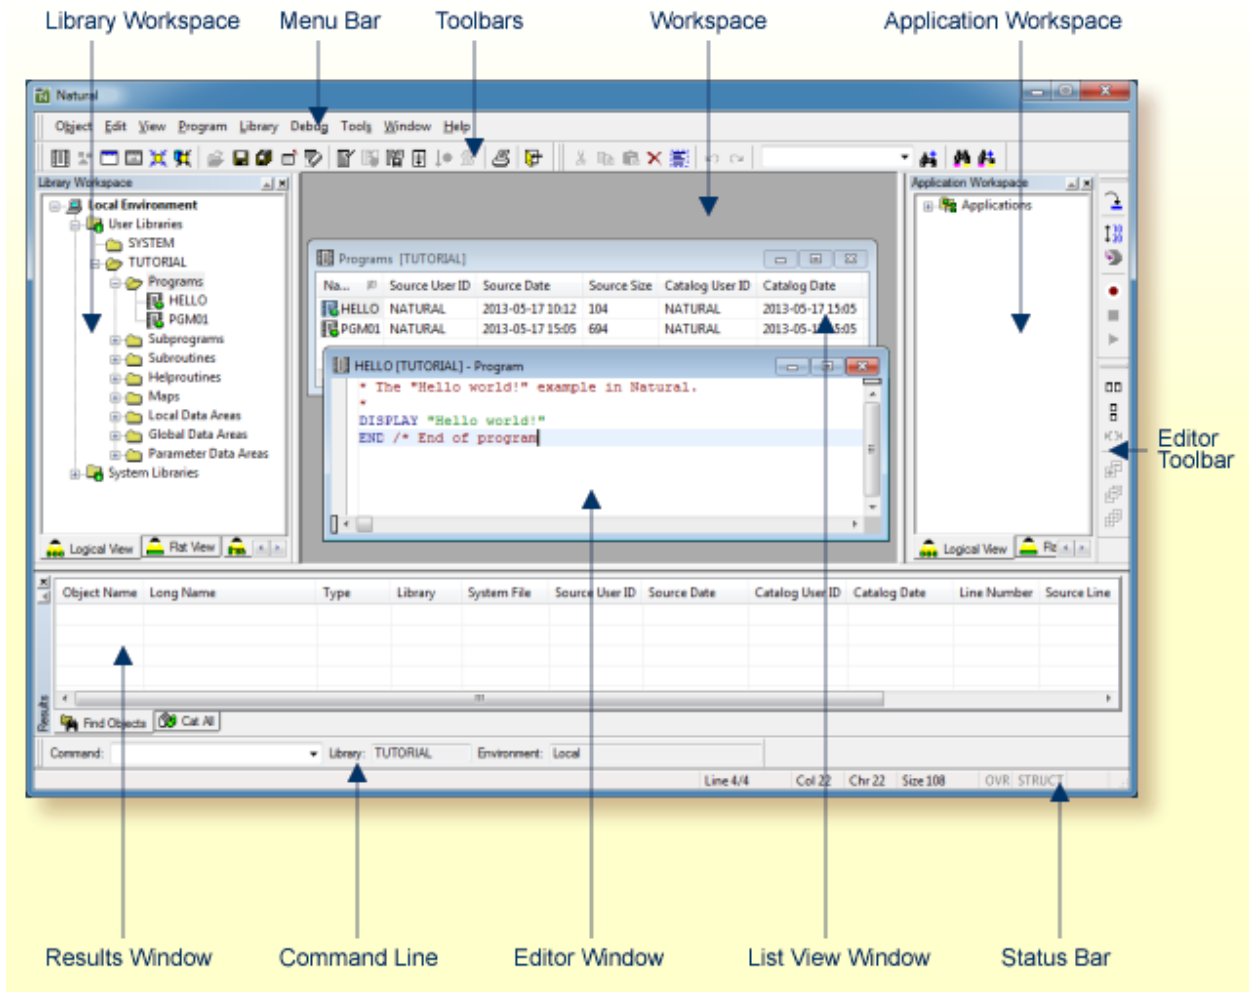 Library Workspace Menu Bar Toolbars Workspace Application Workspace
Natural
Object Edit View Program Library Debug Tools Window Help
Library Workspace
Local Environment
User Libraries
SYSTEM
TUTORIAL
Programs
HELLO
PGM01
Subprograms
Subroutines
Helproutines
Maps
Local Data Areas
Global Data Areas
Parameter Data Areas
System Libraries
Logical View Flat View
Programs [TUTORIAL]
Na... Source User ID Source Date Source Size Catalog User ID Catalog Date
HELLO NATURAL 2013-05-17 10:12 104 NATURAL 2013-05-17 15:05
PGM01 NATURAL 2013-05-17 15:05 694 NATURAL 2013-05-17 15:05
HELLO [TUTORIAL] - Program
* The "Hello world!" example in Natural.
*
DISPLAY "Hello world!"
END /* End of program
Application Workspace
Applications
Logical View
Editor
Toolbar
Object Name Long Name Type Library System File Source User ID Source Date Catalog User ID Catalog Date Line Number Source Line
Results
Find Objects Cat All
Command: Library: TUTORIAL Environment: Local
Line 4/4 Col 22 Chr 22 Size 108 OVR STRUCT
Results Window Command Line Editor Window List View Window Status Bar